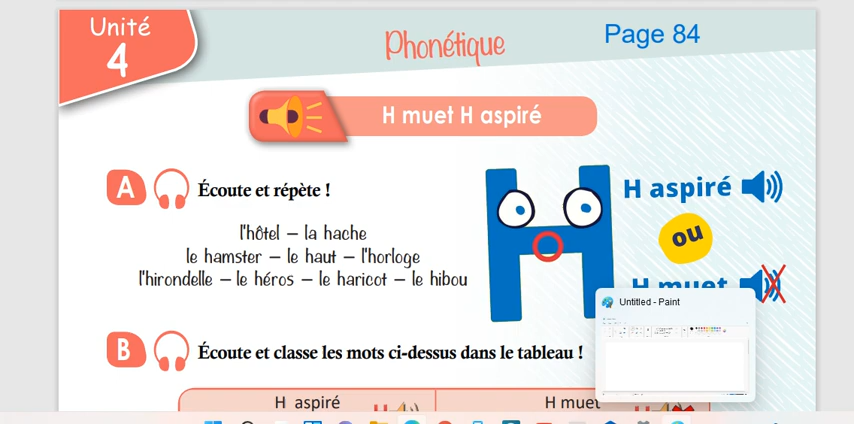 Unité
4
Phonétique
Page 84
H muet H aspiré
A
Écoute et répète !
l'hôtel – la hache
le hamster – le haut – l'horloge
l'hirondelle – le héros – le haricot – le hibou
H aspiré
ou
H muet
Untitled - Paint
B
Écoute et classe les mots ci-dessus dans le tableau !
H aspiré
H muet